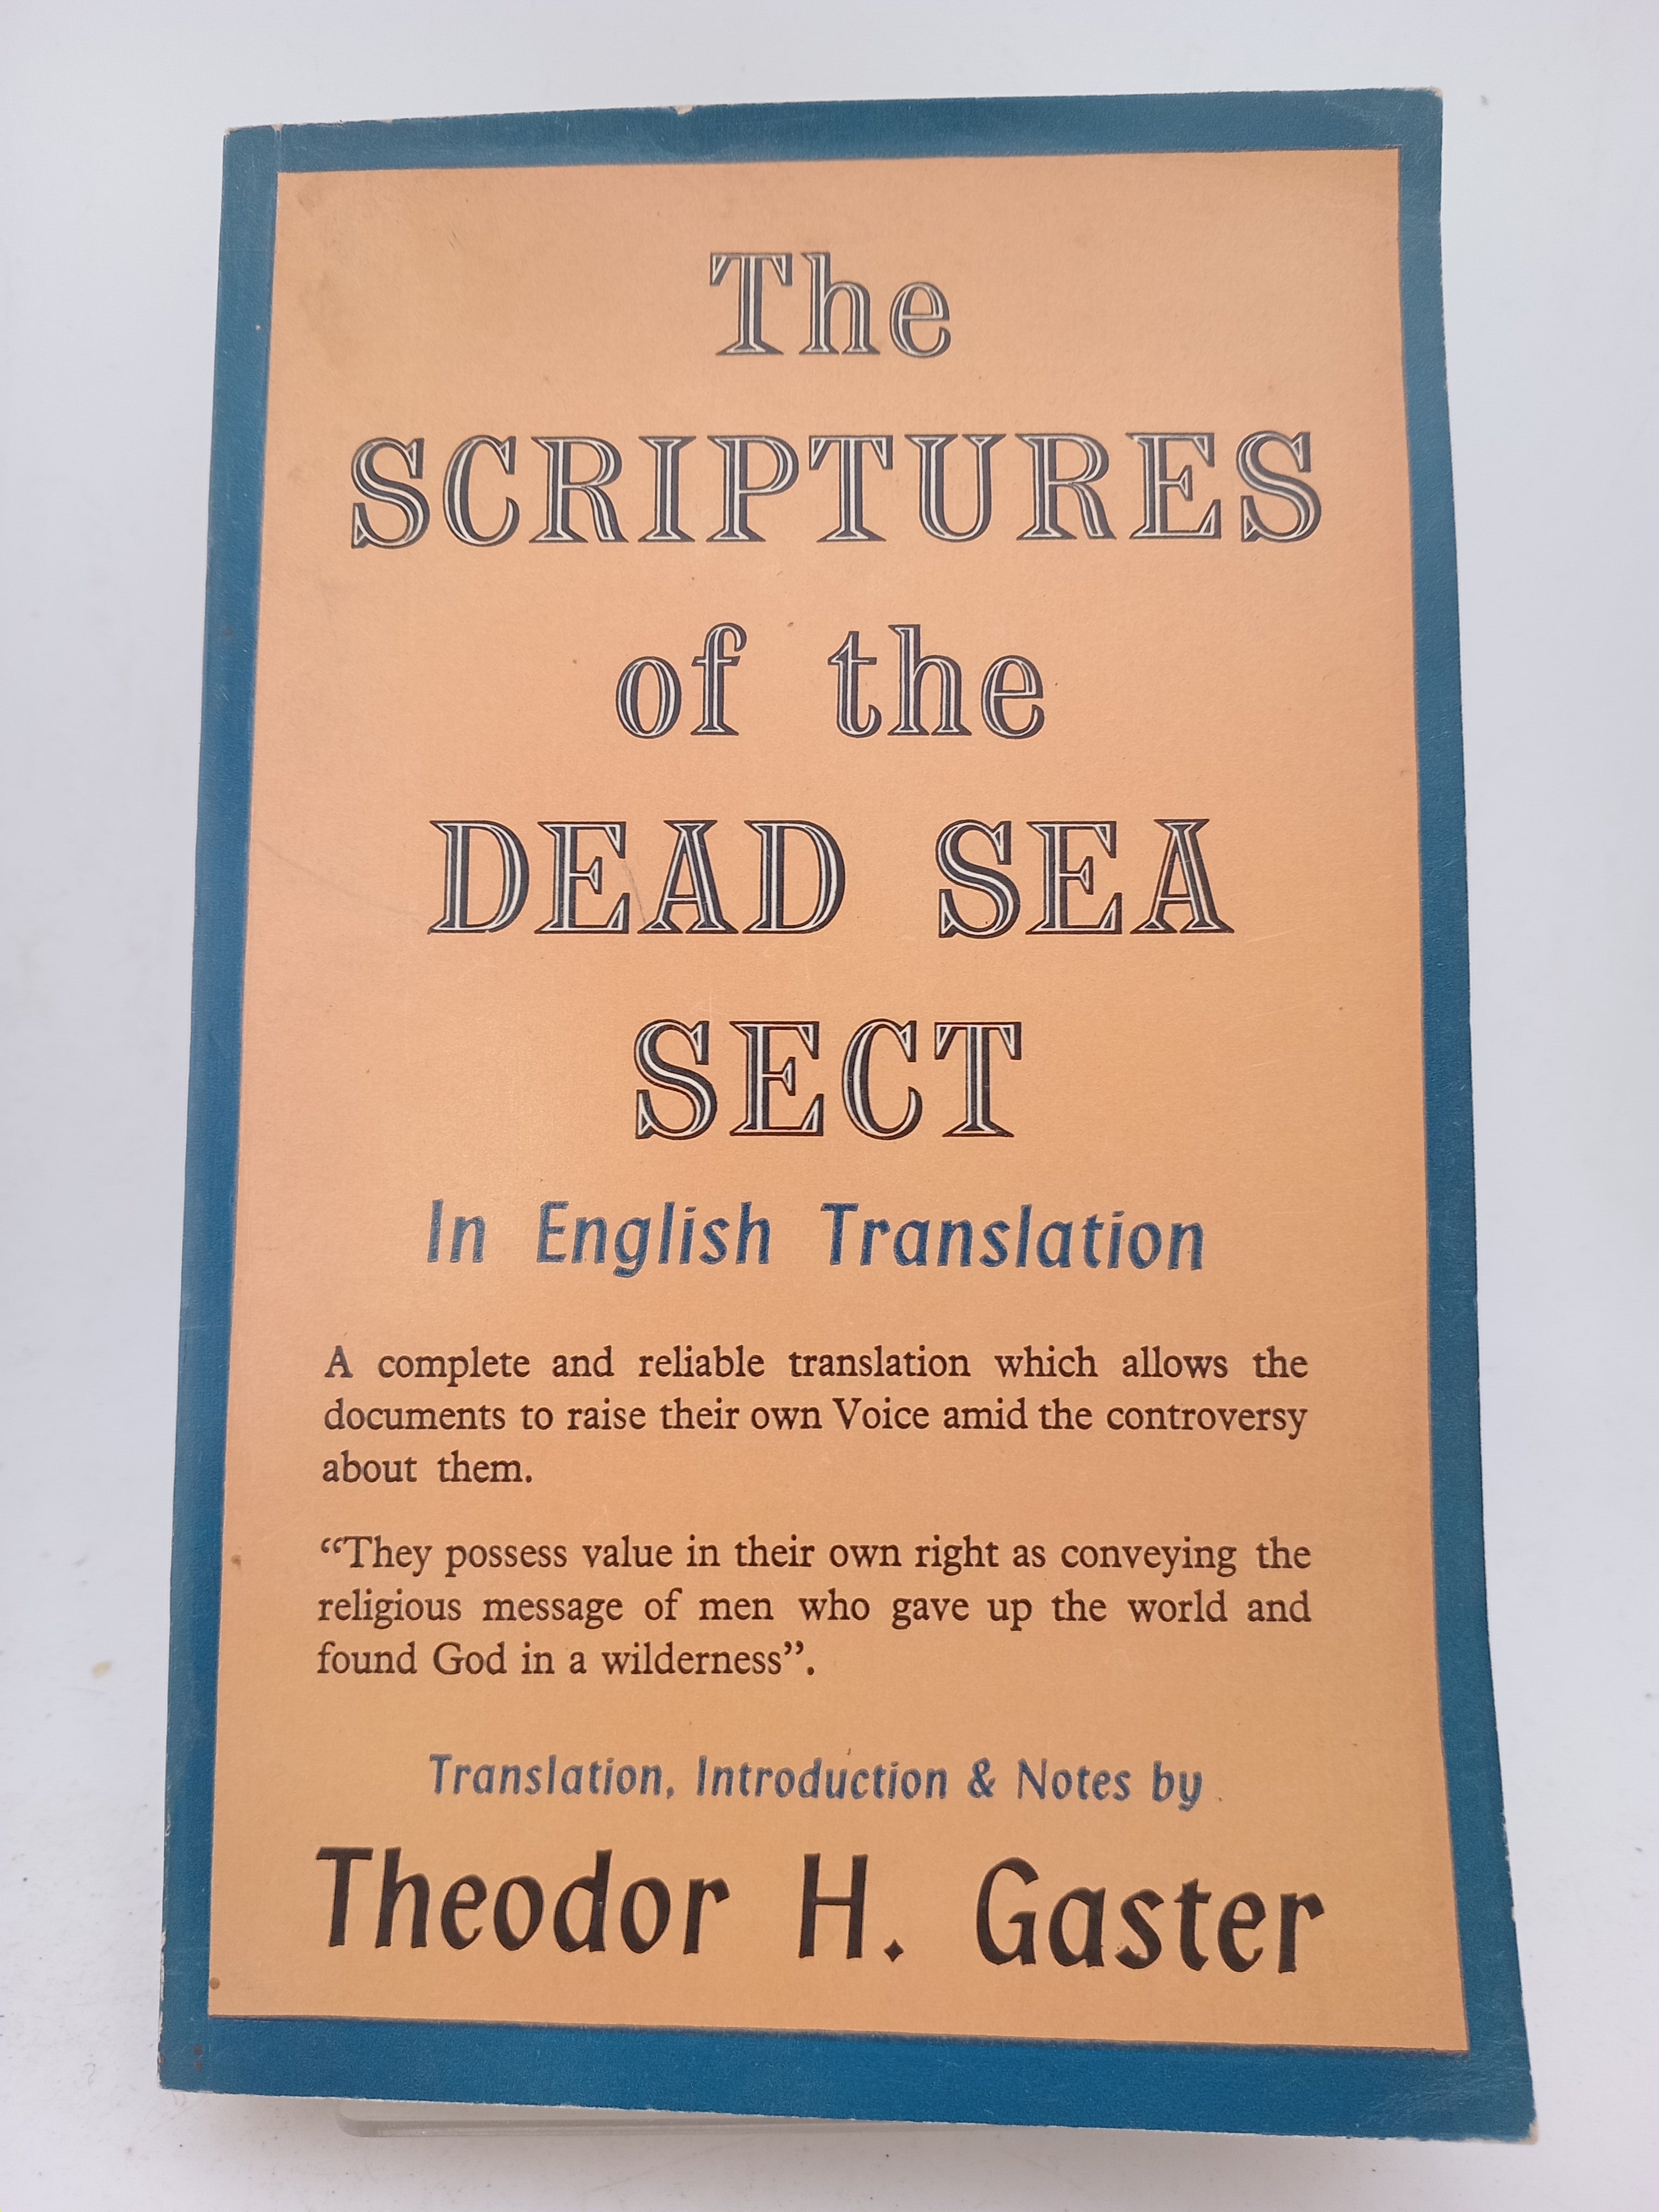 The
SCRIPTURES
of the
DEAD SEA
SECT
In English Translation
A complete and reliable translation which allows the
documents to raise their own Voice amid the controversy
about them.
“They possess value in their own right as conveying the
religious message of men who gave up the world and
found God in a wilderness”.
Translation, Introduction & Notes by
Theodor H. Gaster